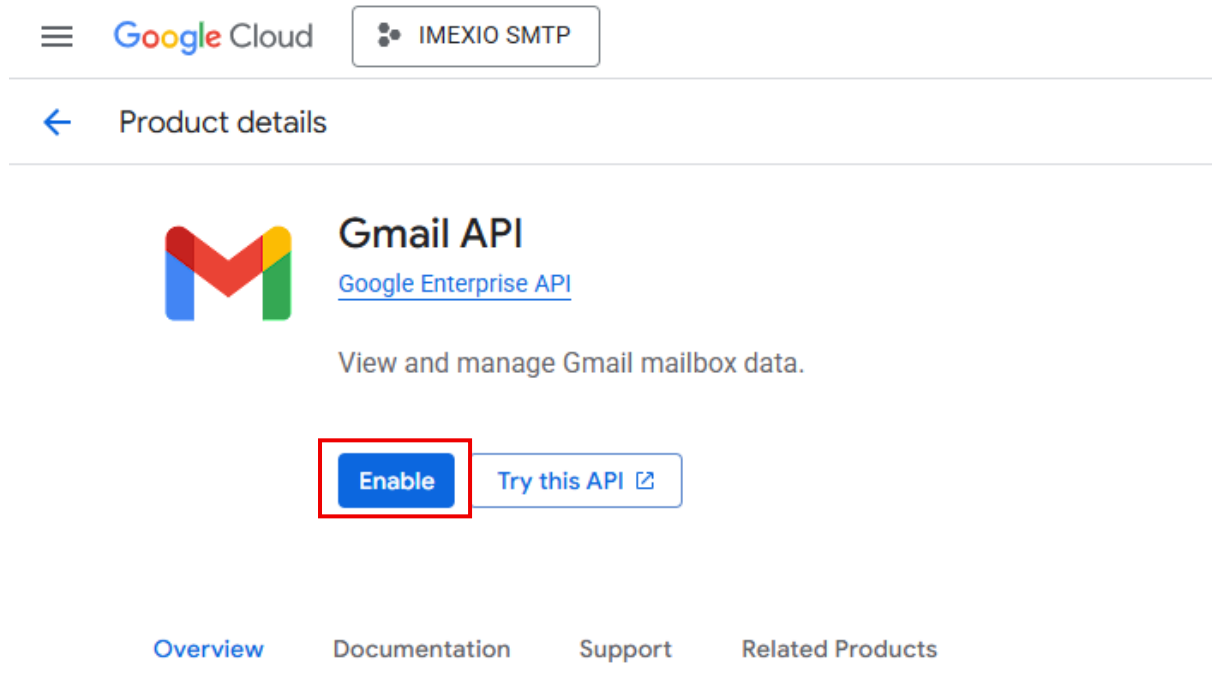 Google Cloud IMEXIO SMTP
Product details
Gmail API
Google Enterprise API
View and manage Gmail mailbox data.
Enable Try this API
Overview Documentation Support Related Products